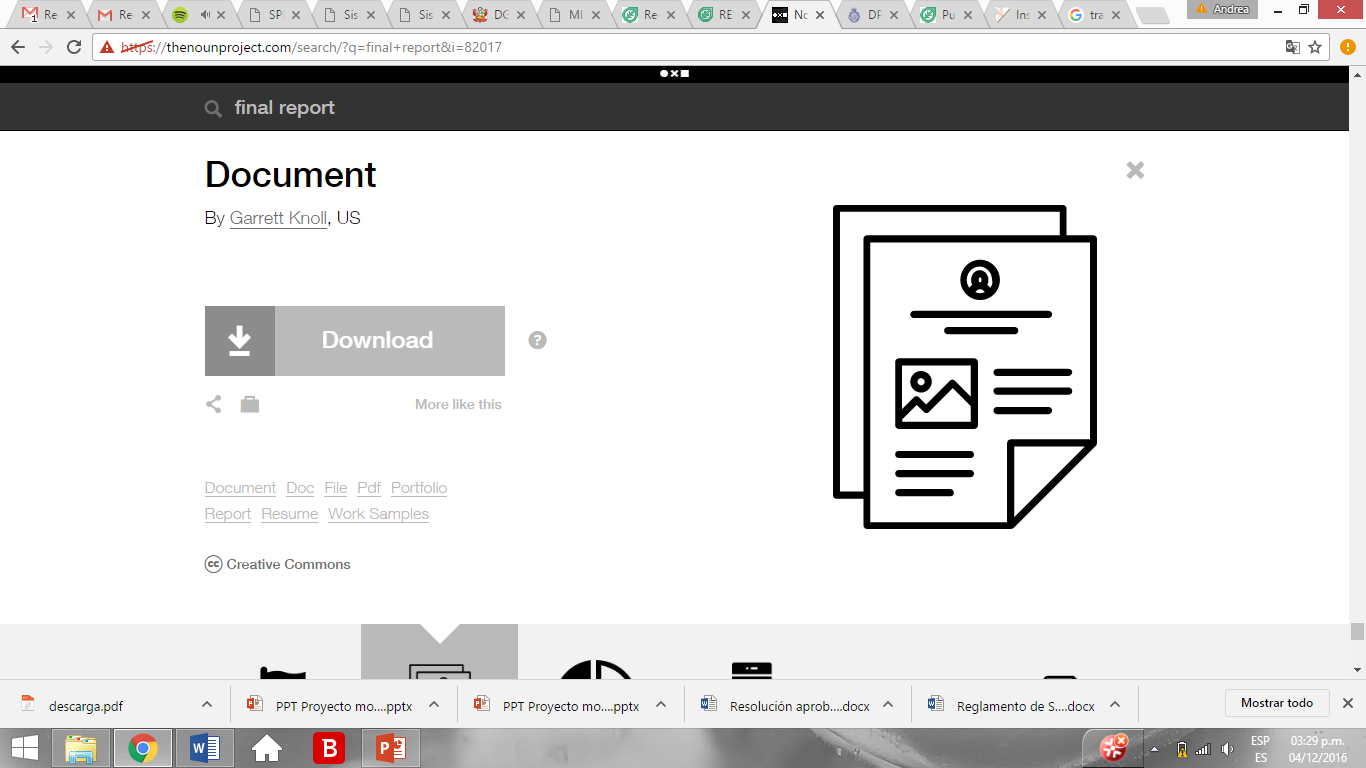 Re
Re
SP
Sis
Sis
DC
MI
Re
RE
Nc
DF
Pu
Ins
tra
Andrea
https://thenounproject.com/search/?q=final+report&i=82017
final report
Document
By Garrett Knoll, US
Download
?
More like this
Document Doc File Pdf Portfolio
Report Resume Work Samples
cc Creative Commons
descarga.pdf
PPT Proyecto mo....pptx
PPT Proyecto mo....pptx
Resolución aprob....docx
Reglamento de S....docx
Mostrar todo
ESP 03:29 p.m.
ES 04/12/2016